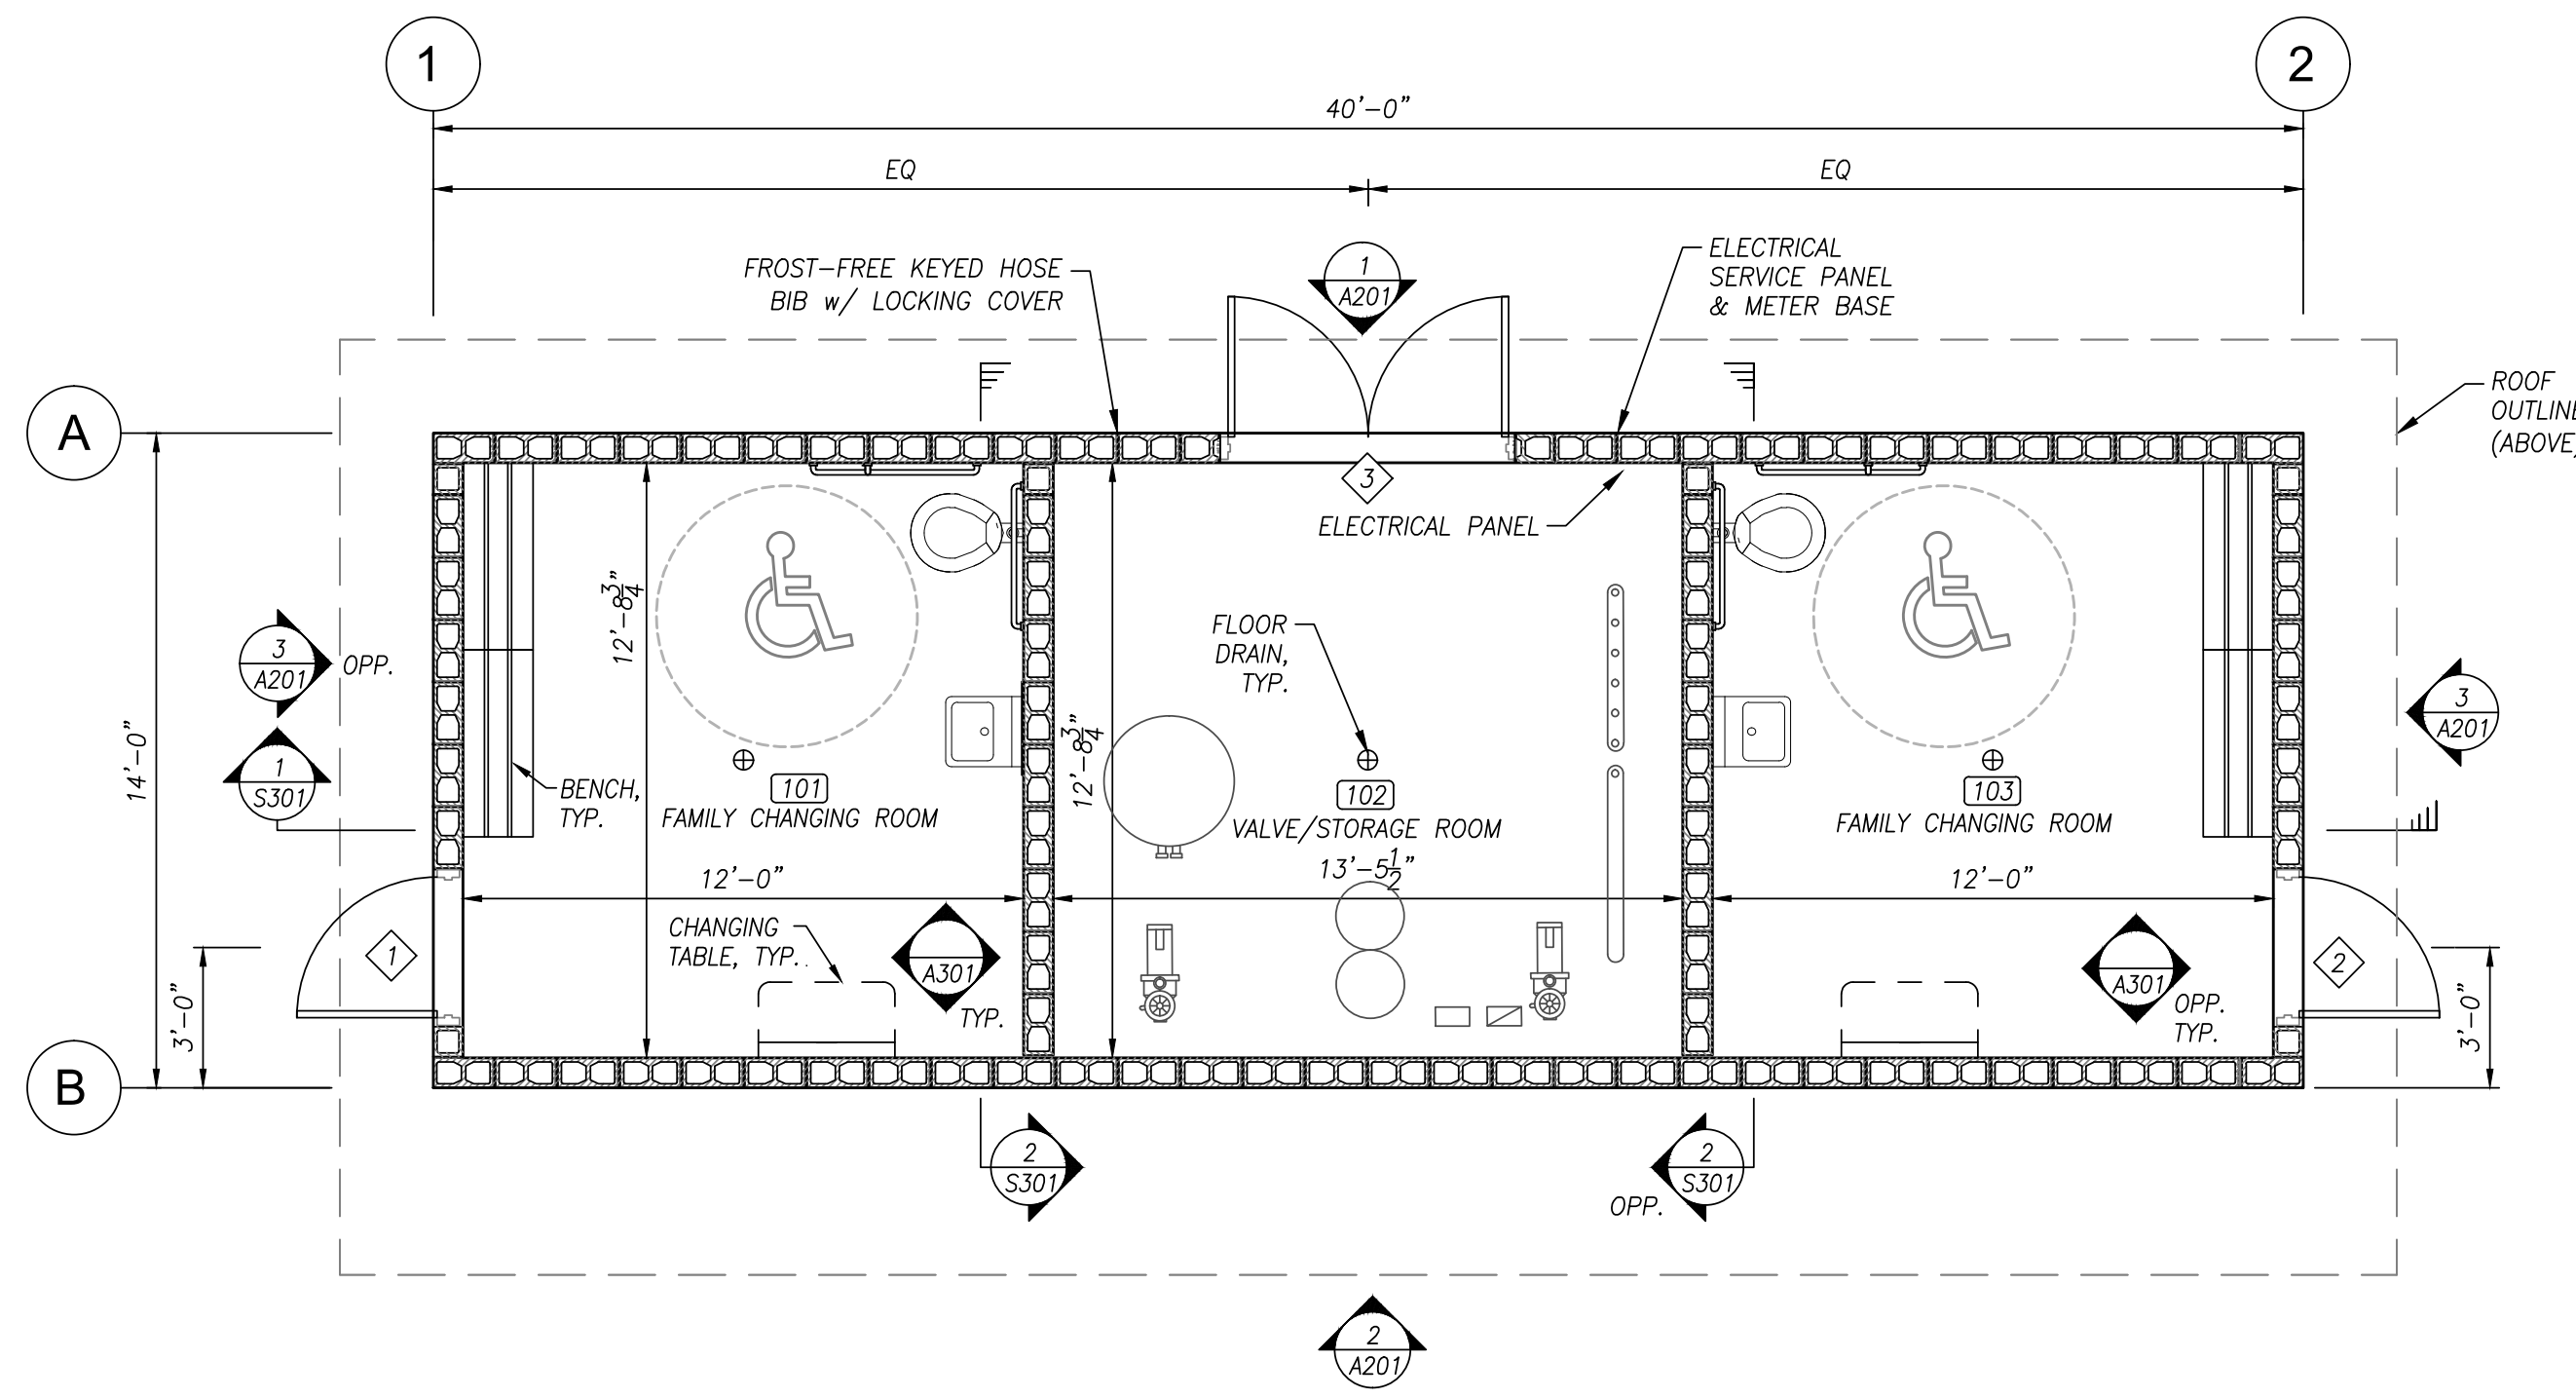 1
2
40'-0"
EQ
EQ
FROST-FREE KEYED HOSE
BIB w/ LOCKING COVER
1
A201
ELECTRICAL
SERVICE PANEL
& METER BASE
ROOF
OUTLINE
(ABOVE)
A
3
ELECTRICAL PANEL
12'-8 3/4"
FLOOR
DRAIN,
TYP.
3
A201
OPP.
3
A201
14'-0"
12'-8 3/4"
1
S301
BENCH,
TYP.
101
FAMILY CHANGING ROOM
102
VALVE/STORAGE ROOM
103
FAMILY CHANGING ROOM
12'-0"
13'-5 1/2"
12'-0"
CHANGING
TABLE, TYP.
1
A301
TYP.
A301
OPP.
TYP.
2
3'-0"
3'-0"
B
2
S301
2
S301
OPP.
2
A201